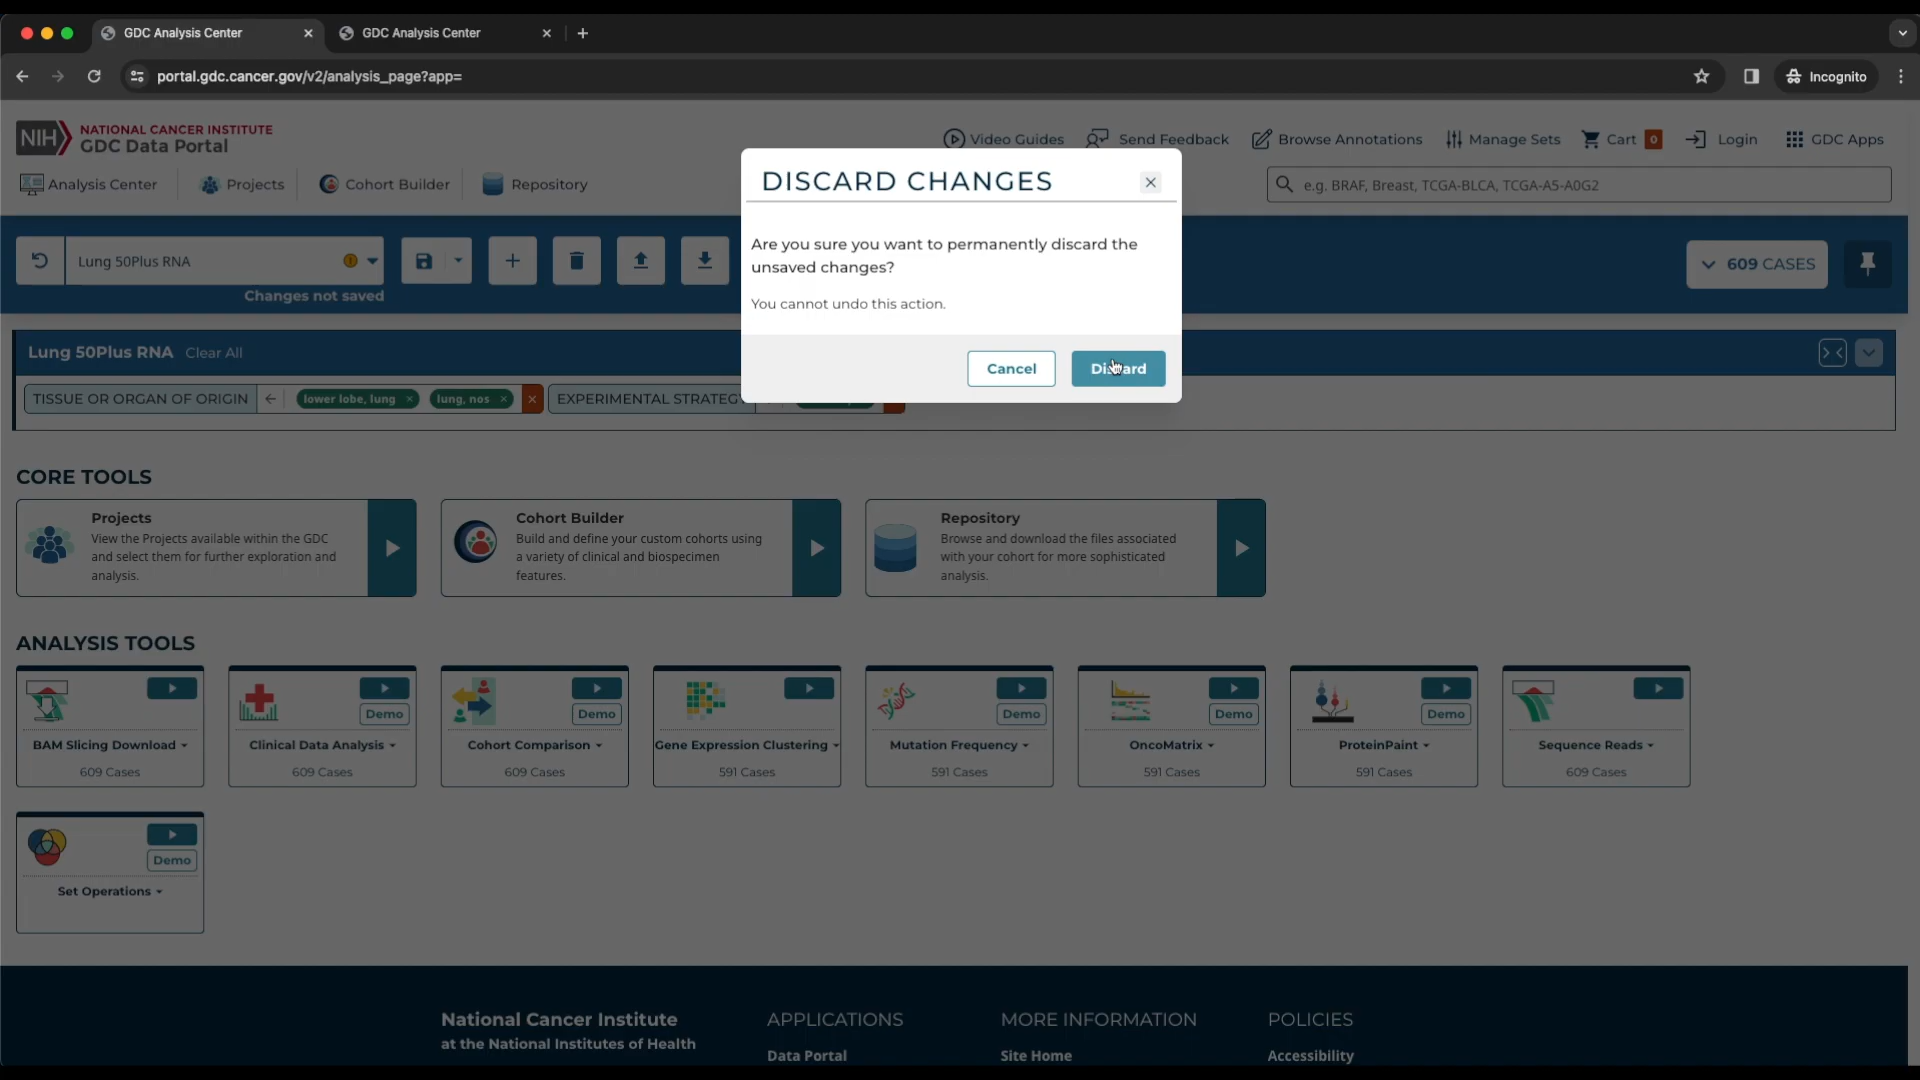 GDC Analysis Center
GDC Analysis Center
portal.gdc.cancer.gov/v2/analysis_page?app=
Incognito
NIH
NATIONAL CANCER INSTITUTE
GDC Data Portal
Video Guides
Send Feedback
Browse Annotations
Manage Sets
Cart 0
Login
GDC Apps
Analysis Center
Projects
Cohort Builder
Repository
e.g. BRAF, Breast, TCGA-BLCA, TCGA-A5-A0G2
DISCARD CHANGES
Are you sure you want to permanently discard the
unsaved changes?
You cannot undo this action.
Cancel
Discard
Lung 50Plus RNA
Changes not saved
609 CASES
Lung 50Plus RNA Clear All
TISSUE OR ORGAN OF ORIGIN
lower lobe, lung
lung, nos
EXPERIMENTAL
CORE TOOLS
Projects
View the Projects available within the GDC
and select them for further exploration and
analysis.
Cohort Builder
Build and define your custom cohorts using
a variety of clinical and biospecimen
features.
Repository
Browse and download the files associated
with your cohort for more sophisticated
analysis.
ANALYSIS TOOLS
BAM Slicing Download
609 Cases
Demo
Clinical Data Analysis
609 Cases
Demo
Cohort Comparison
609 Cases
Gene Expression Clustering
591 Cases
Demo
Mutation Frequency
591 Cases
Demo
OncoMatrix
591 Cases
Demo
ProteinPaint
591 Cases
Sequence Reads
609 Cases
Demo
Set Operations
National Cancer Institute
at the National Institutes of Health
APPLICATIONS
Data Portal
MORE INFORMATION
Site Home
POLICIES
Accessibility